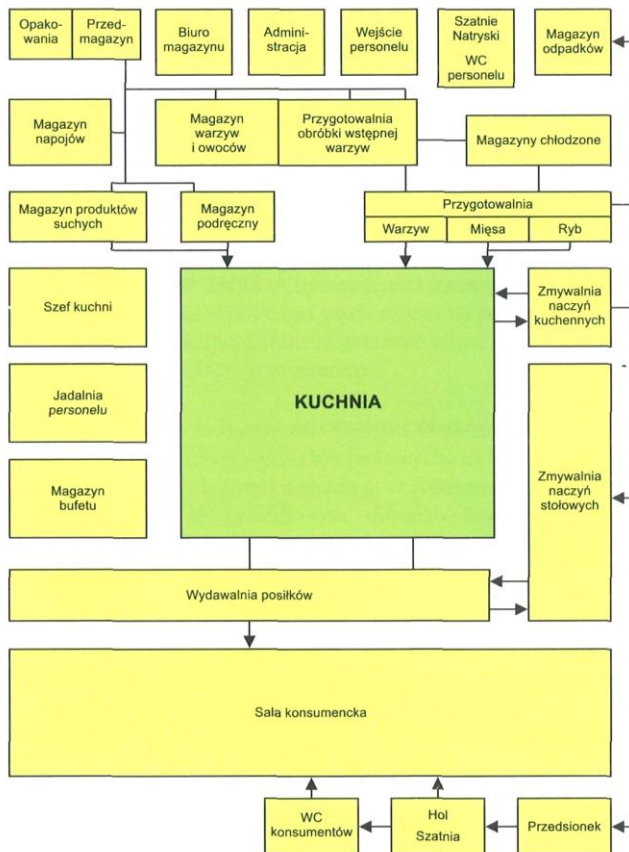 Opako-
wania
Przed-
magazyn
Biuro
magazynu
Admini-
stracja
Wejście
personelu
Szatnie
Natryski
WC
personelu
Magazyn
odpadków
Magazyn
napojów
Magazyn
warzyw
i owoców
Przygotowalnia
obróbki wstępnej
warzyw
Magazyny chłodzone
Magazyn produktów
suchych
Magazyn
podręczny
Przygotowalnia
Warzyw
Mięsa
Ryb
Szef kuchni
Zmywalnia
naczyń
kuchennych
Jadalnia
personelu
KUCHNIA
Magazyn
bufetu
Zmywalnia
naczyń
stołowych
Wydawalnia posiłków
Sala konsumencka
WC
konsumentów
Hol
Szatnia
Przedsionek